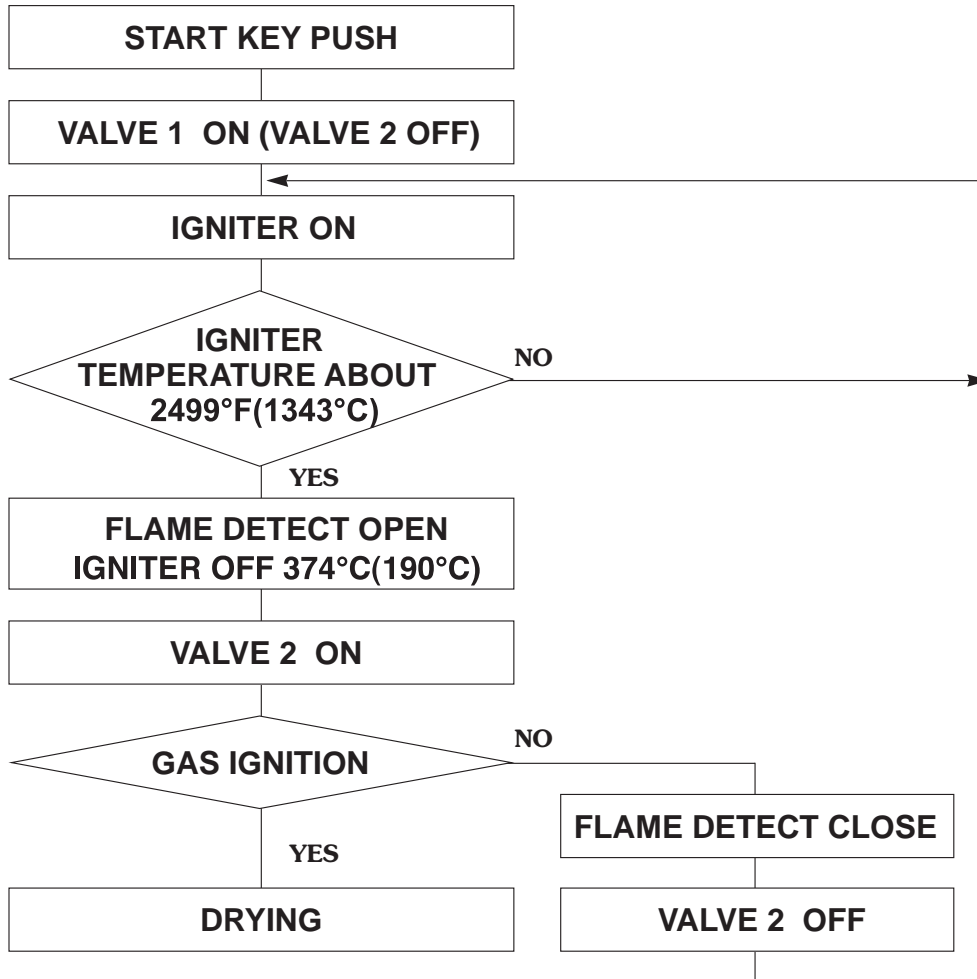 START KEY PUSH
VALVE 1 ON (VALVE 2 OFF)
IGNITER ON
IGNITER
TEMPERATURE ABOUT
2499°F(1343°C)
NO
YES
FLAME DETECT OPEN
IGNITER OFF 374°C(190°C)
VALVE 2 ON
GAS IGNITION
NO
FLAME DETECT CLOSE
YES
DRYING
VALVE 2 OFF